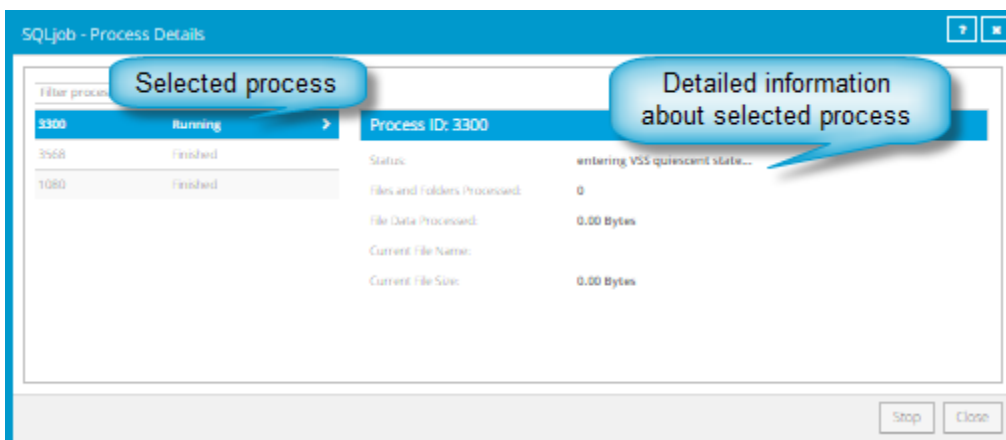 SQLjob - Process Details
? ×
Selected process
Detailed information
about selected process
Filter proces
3300 Running > Process ID: 3300
3568 Finished Status: entering VSS quiescent state...
1080 Finished Files and Folders Processed: 0
File Data Processed: 0.00 Bytes
Current File Name:
Current File Size: 0.00 Bytes
Stop Close